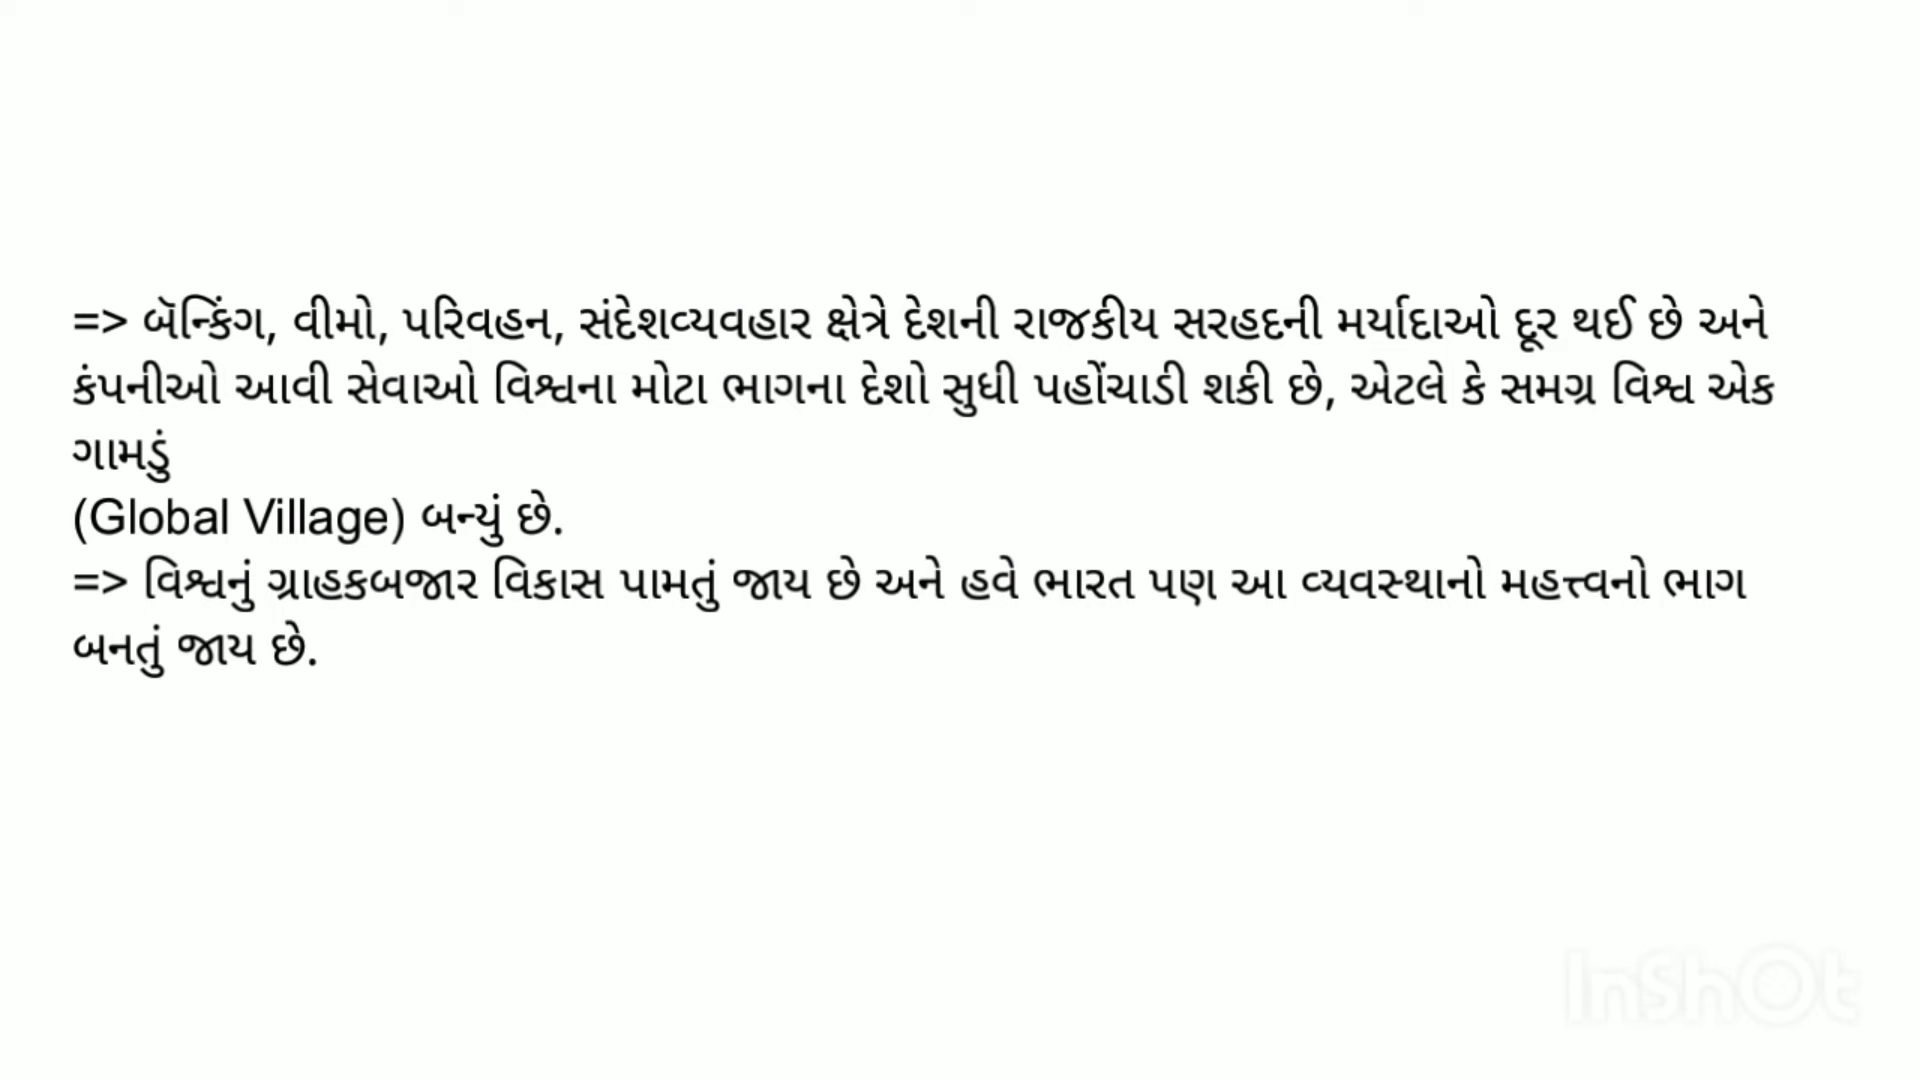 => બૅન્કિંગ, વીમો, પરિવહન, સંદેશવ્યવહાર ક્ષેત્રે દેશની રાજકીય સરહદની મર્યાદાઓ દૂર થઈ છે અને
કંપનીઓ આવી સેવાઓ વિશ્વના મોટા ભાગના દેશો સુધી પહોંચાડી શકી છે, એટલે કે સમગ્ર વિશ્વ એક
ગામડું
(Global Village) બન્યું છે.
=> વિશ્વનું ગ્રાહકબજાર વિકાસ પામતું જાય છે અને હવે ભારત પણ આ વ્યવસ્થાનો મહત્ત્વનો ભાગ
બનતું જાય છે.
InShOt